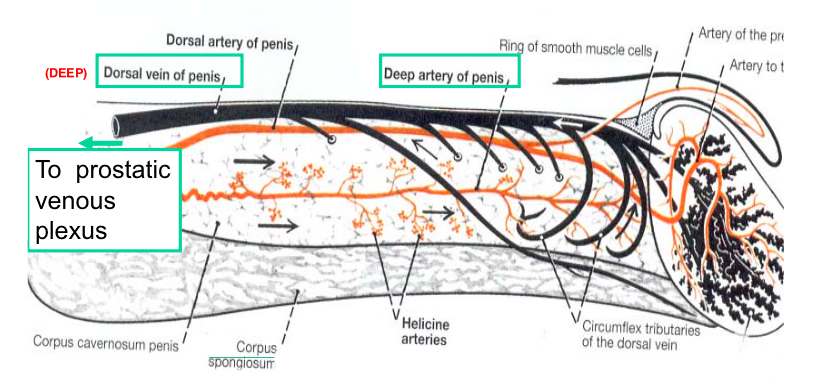 Dorsal artery of penis
(DEEP)
Dorsal vein of penis
Deep artery of penis
Ring of smooth muscle cells
Artery of the
Artery to
To prostatic
venous
plexus
Corpus cavernosum penis
Corpus
spongiosum
Helicine
arteries
Circumflex tributaries
of the dorsal vein